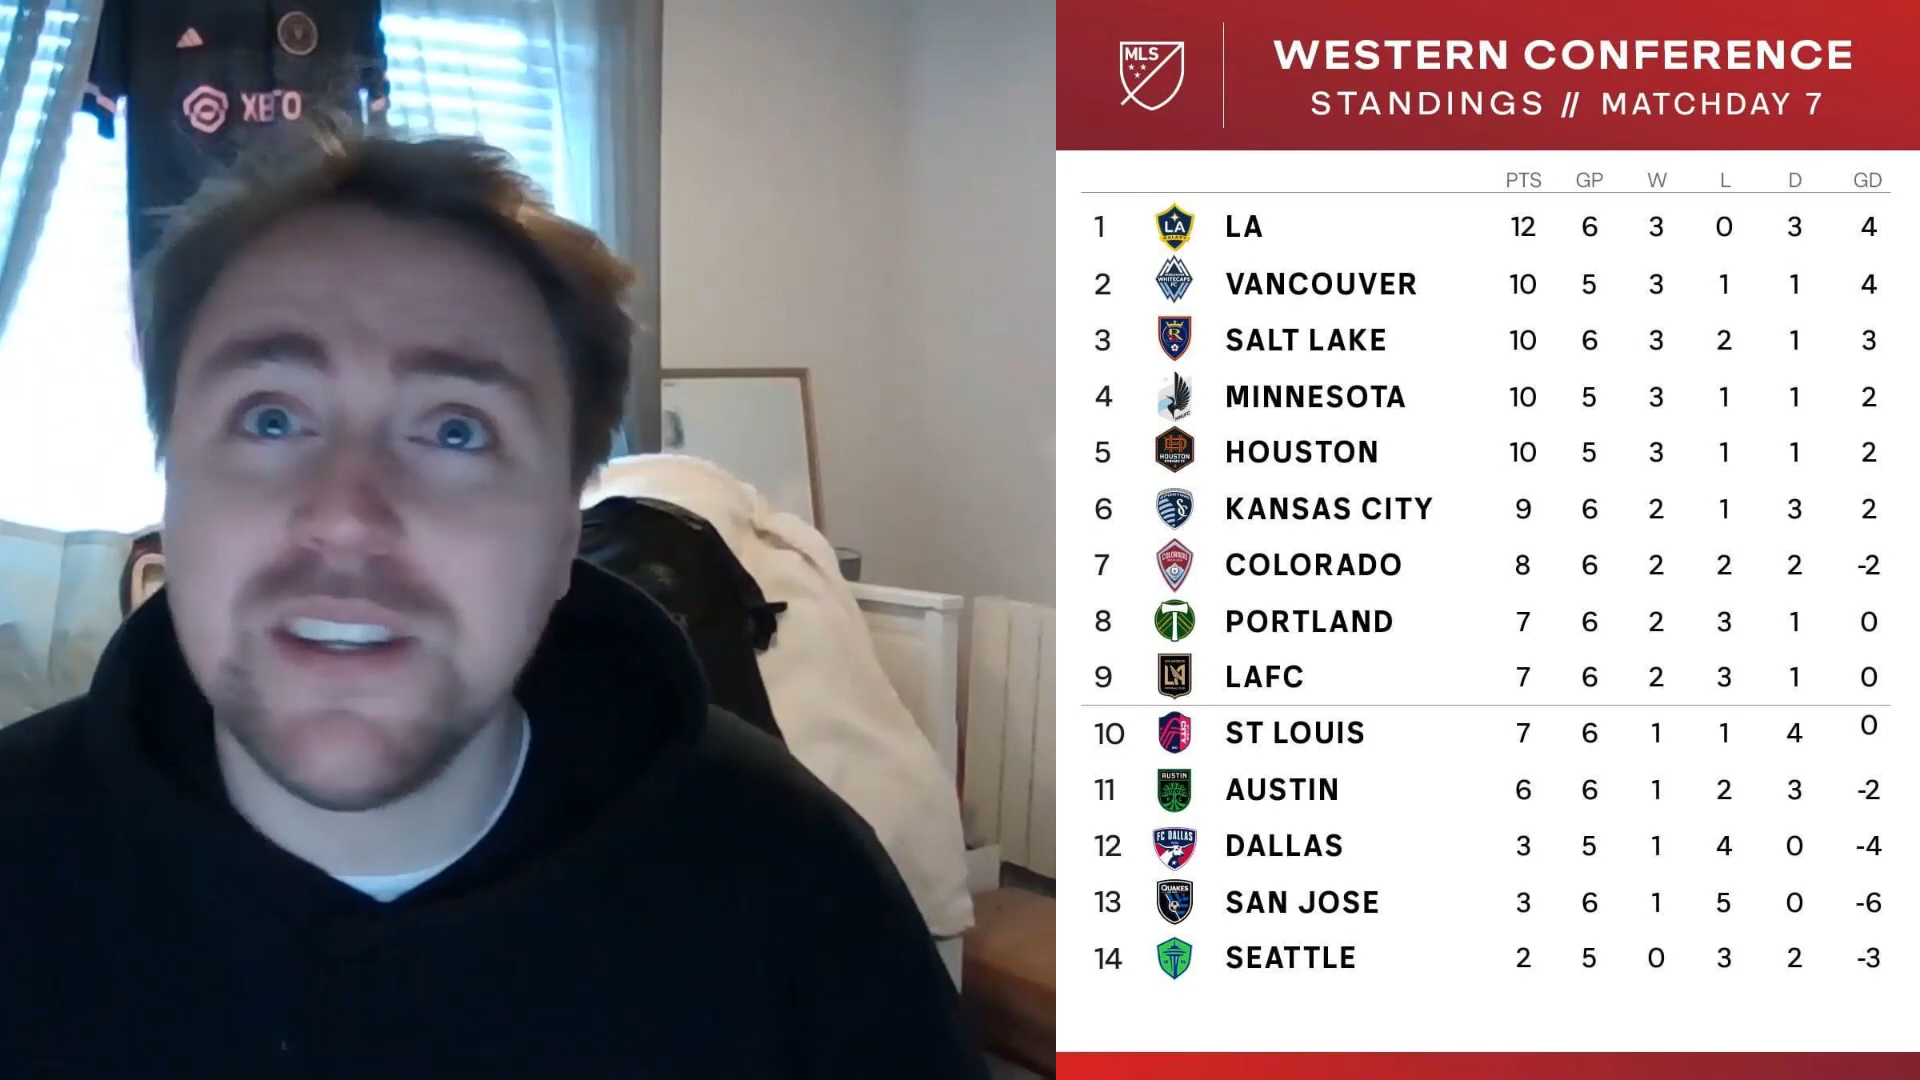 XBTO
MLS
WESTERN CONFERENCE
STANDINGS // MATCHDAY 7
PTS GP W L D GD
1 LA 12 6 3 0 3 4
2 VANCOUVER 10 5 3 1 1 4
3 SALT LAKE 10 6 3 2 1 3
4 MINNESOTA 10 5 3 1 1 2
5 HOUSTON 10 5 3 1 1 2
6 KANSAS CITY 9 6 2 1 3 2
7 COLORADO 8 6 2 2 2 -2
8 PORTLAND 7 6 2 3 1 0
9 LAFC 7 6 2 3 1 0
10 ST LOUIS 7 6 1 1 4 0
11 AUSTIN 6 6 1 2 3 -2
12 DALLAS 3 5 1 4 0 -4
13 SAN JOSE 3 6 1 5 0 -6
14 SEATTLE 2 5 0 3 2 -3